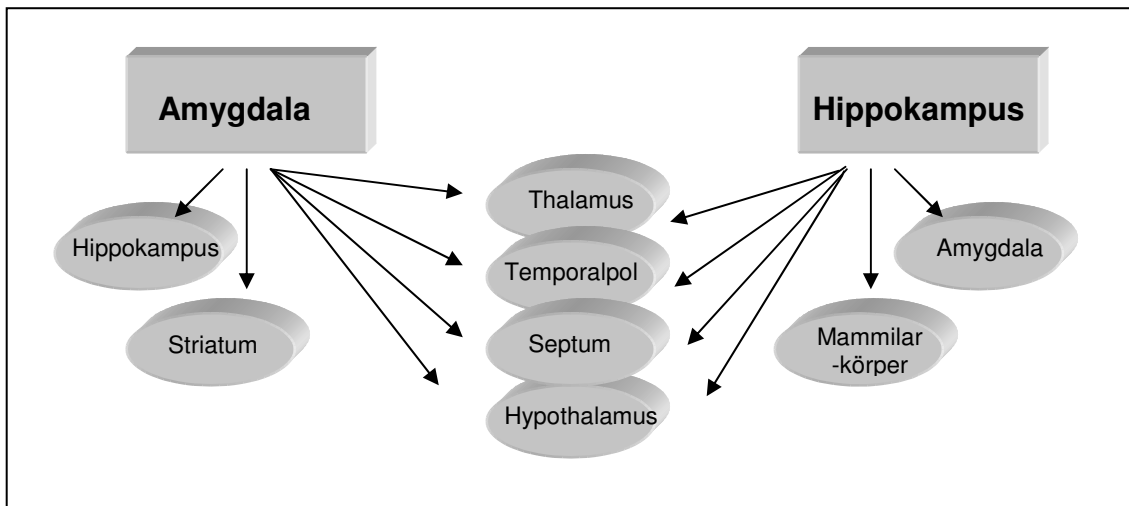 Amygdala
Hippokampus
Thalamus
Hippokampus
Amygdala
Temporalpol
Striatum
Septum
Mammilar
-körper
Hypothalamus